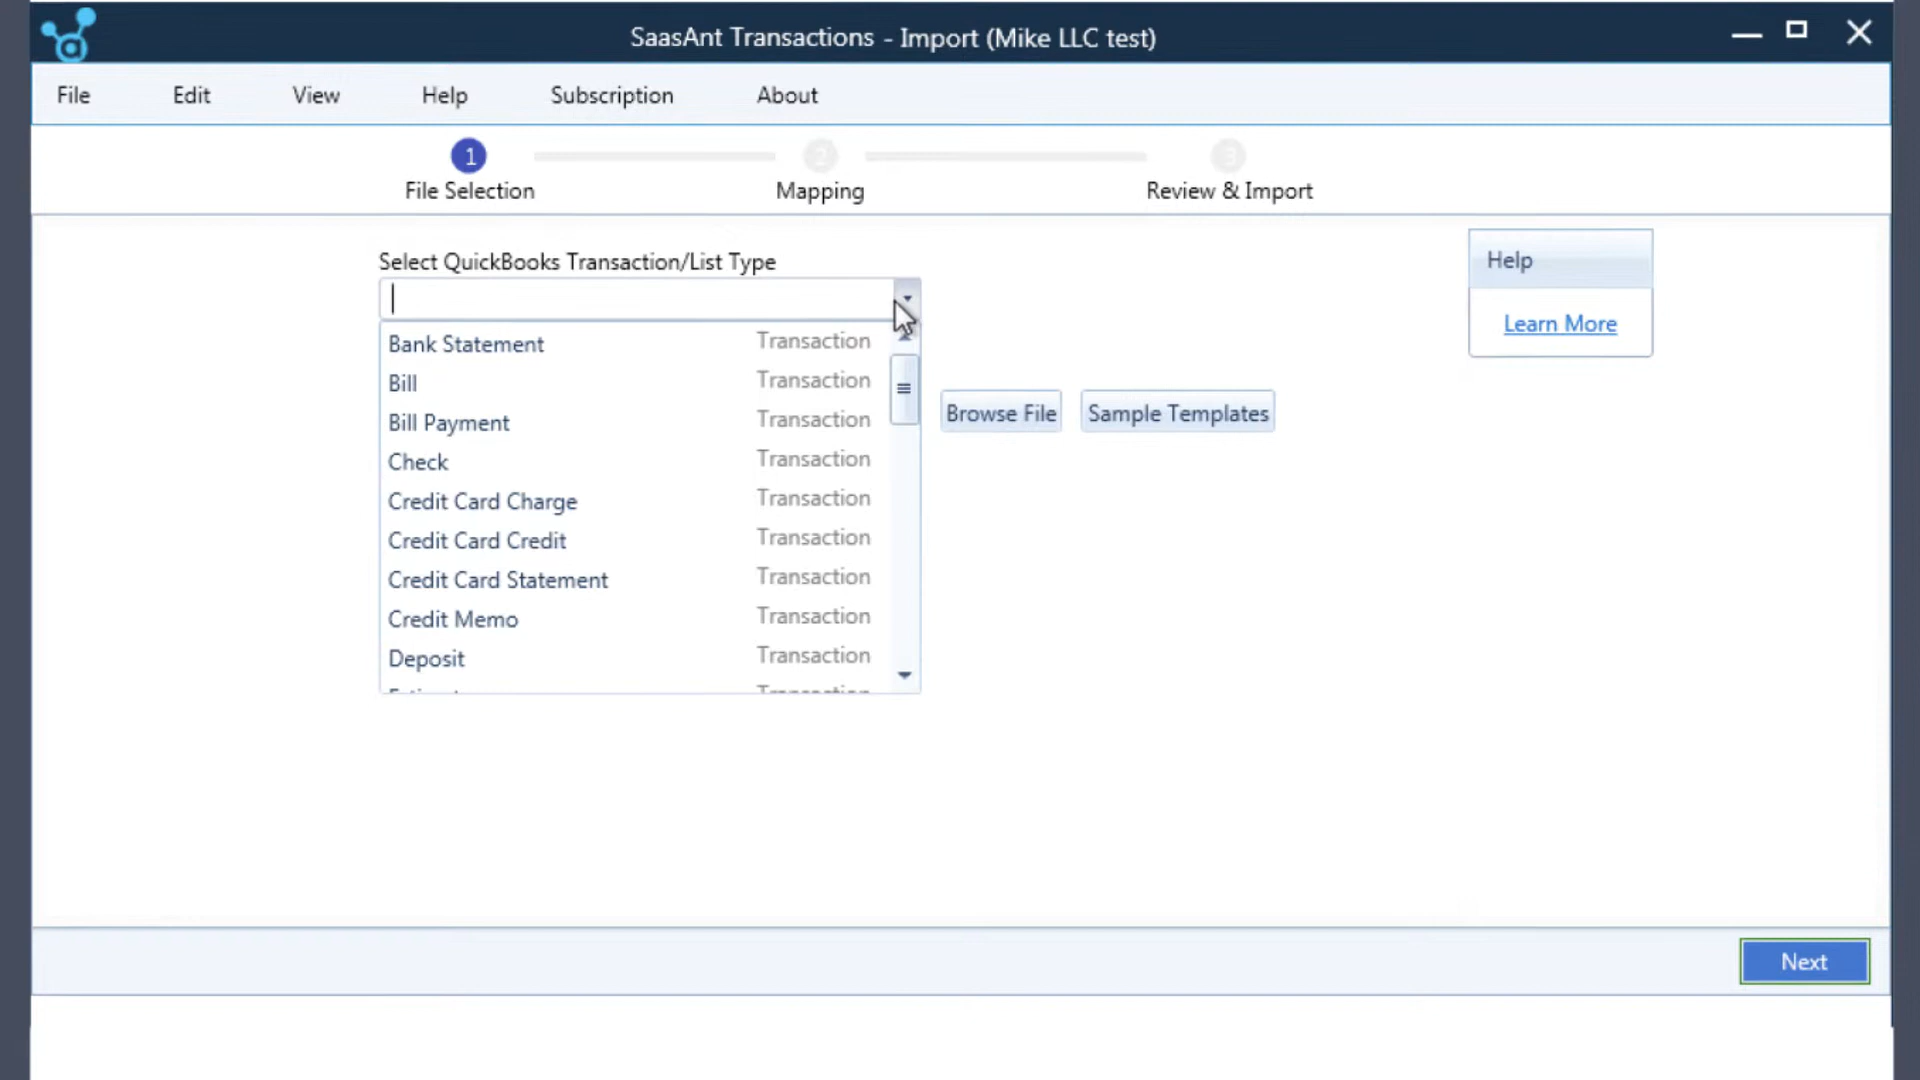 SaasAnt Transactions - Import (Mike LLC test)
File Edit View Help Subscription About
1 2 3
File Selection Mapping Review & Import
Select QuickBooks Transaction/List Type
Help
Learn More
Bank Statement Transaction
Bill Transaction
Bill Payment Transaction
Browse File Sample Templates
Check Transaction
Credit Card Charge Transaction
Credit Card Credit Transaction
Credit Card Statement Transaction
Credit Memo Transaction
Deposit Transaction
Next